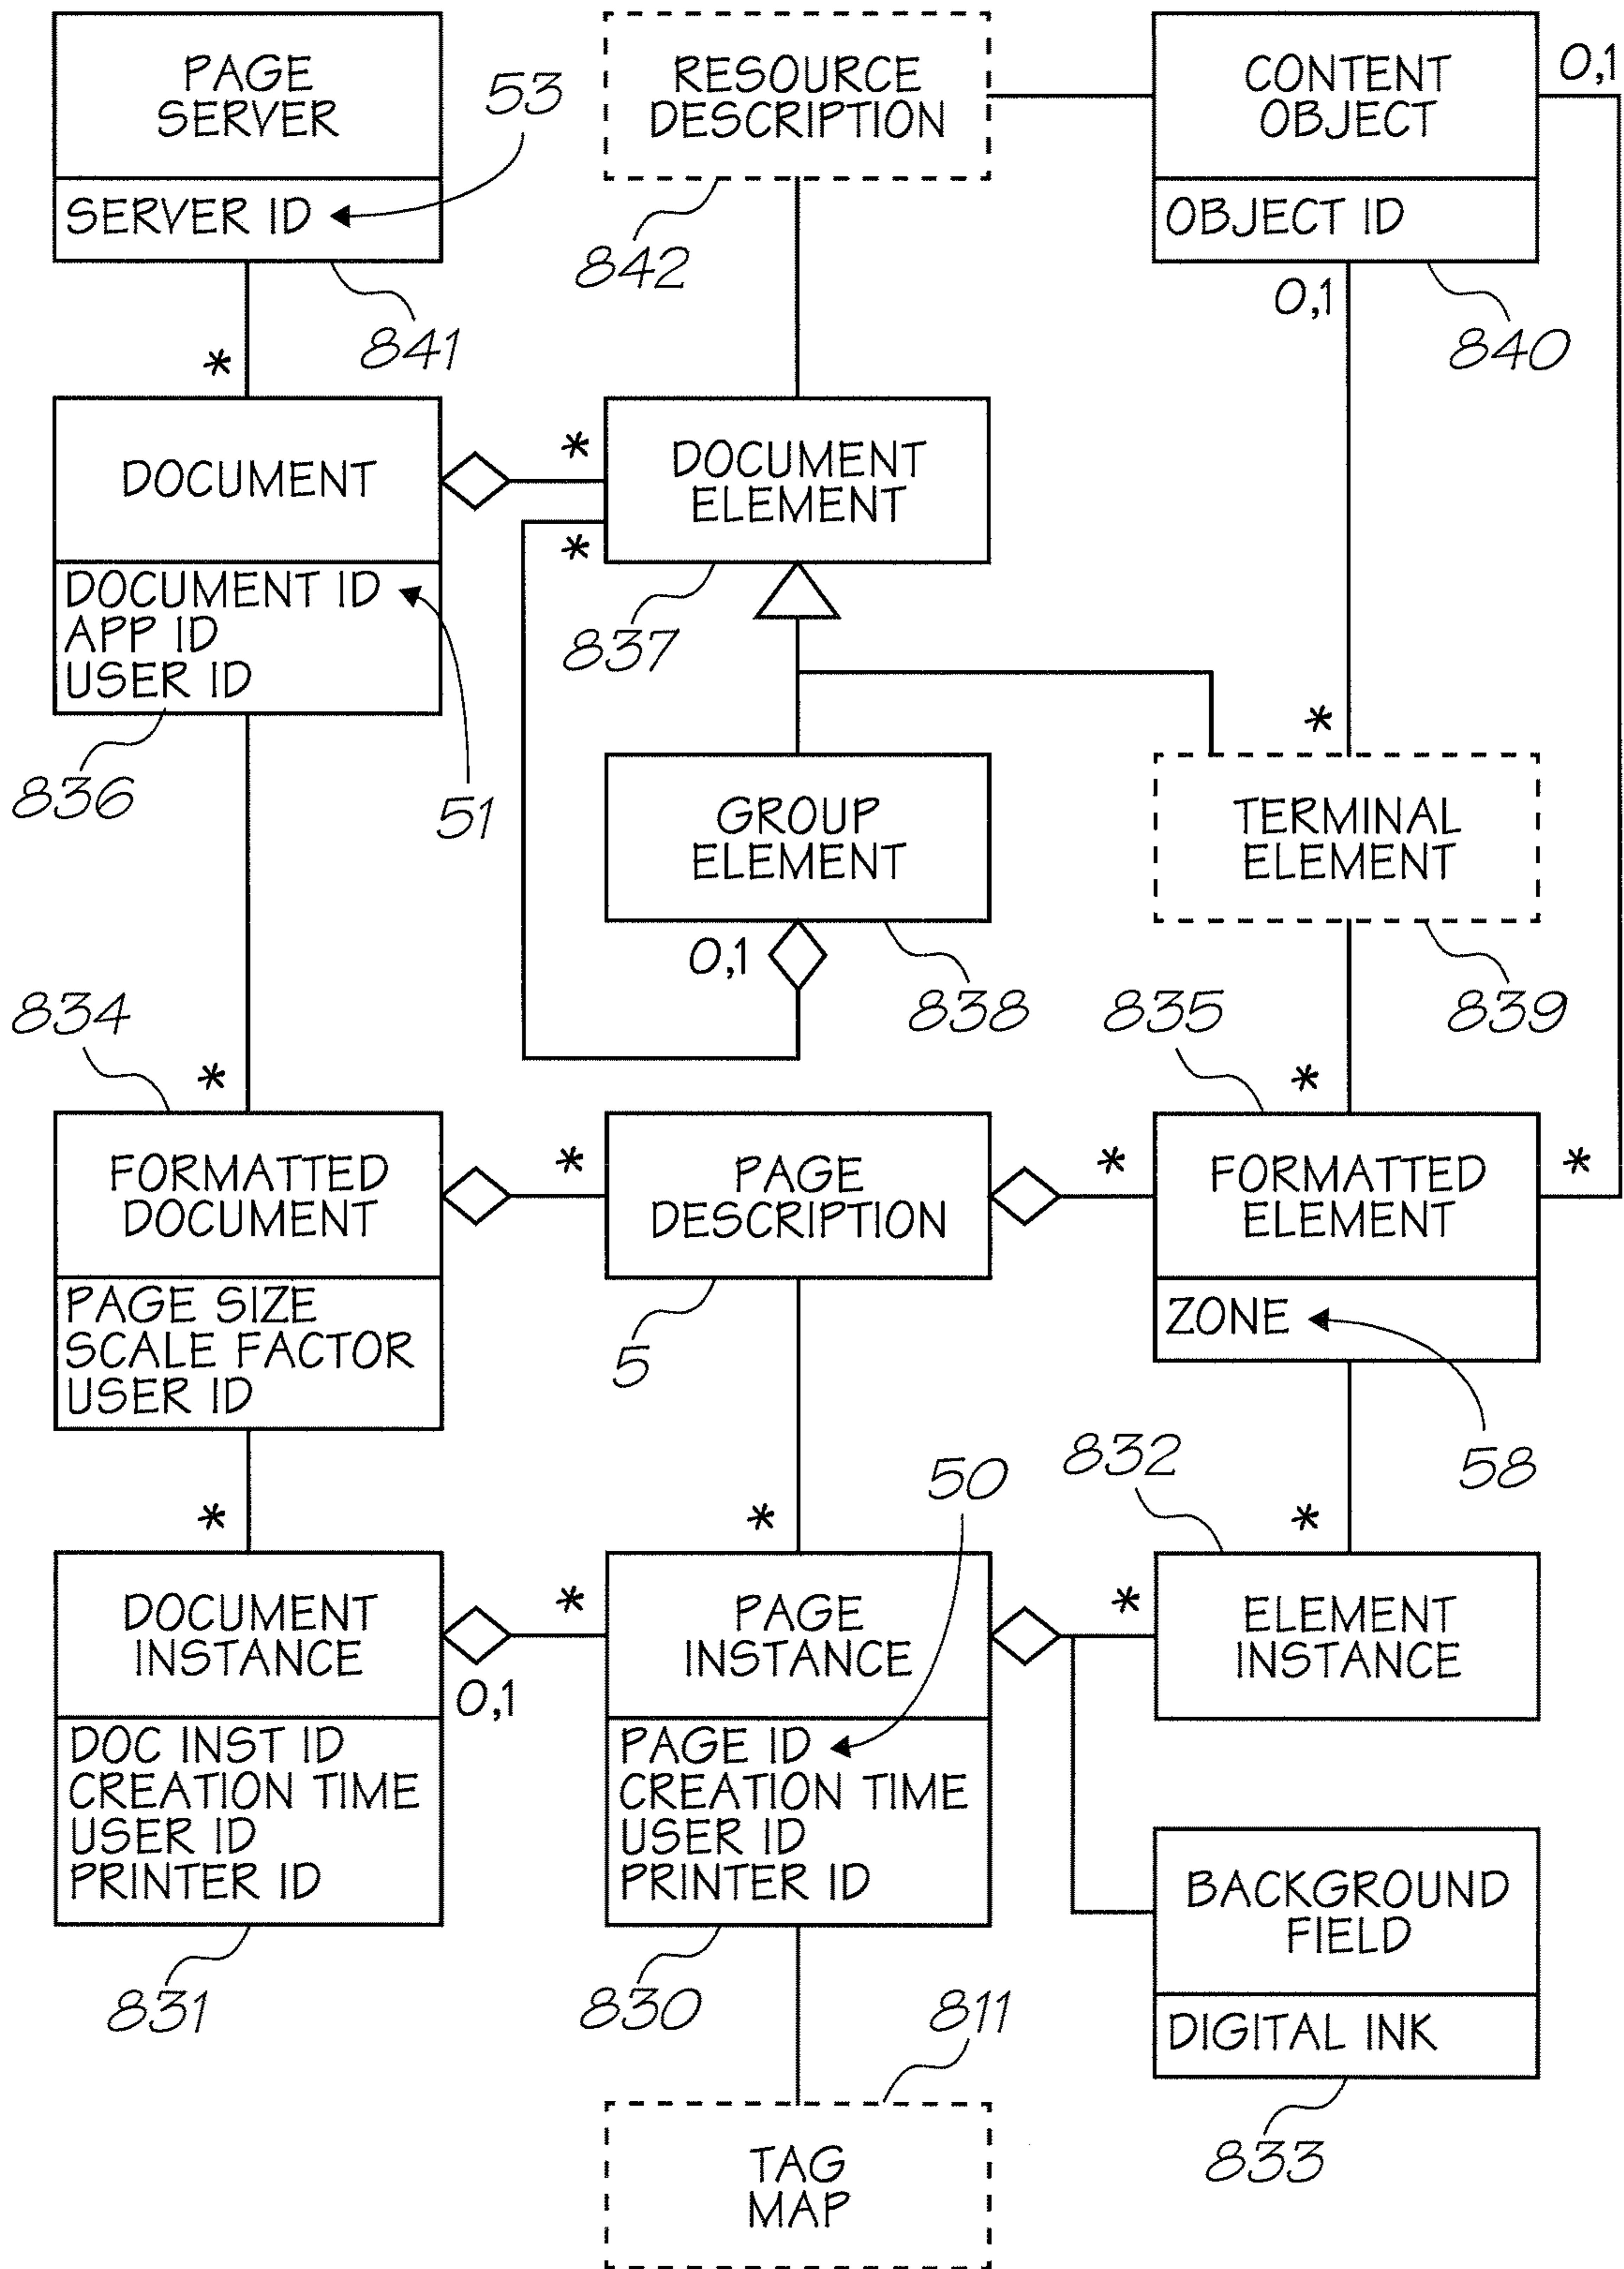 PAGE
SERVER
SERVER ID
53
841
*
RESOURCE
DESCRIPTION
842
CONTENT
OBJECT
OBJECT ID
0,1
0,1
840
DOCUMENT
DOCUMENT ID
APP ID
USER ID
836
51
*
*
DOCUMENT
ELEMENT
837
GROUP
ELEMENT
0,1
838
*
TERMINAL
ELEMENT
839
834
*
FORMATTED
DOCUMENT
PAGE SIZE
SCALE FACTOR
USER ID
*
PAGE
DESCRIPTION
5
835
*
*
FORMATTED
ELEMENT
*
ZONE
58
*
DOCUMENT
INSTANCE
0,1
DOC INST ID
CREATION TIME
USER ID
PRINTER ID
831
*
*
50
PAGE
INSTANCE
PAGE ID
CREATION TIME
USER ID
PRINTER ID
830
832
*
*
ELEMENT
INSTANCE
BACKGROUND
FIELD
DIGITAL INK
833
811
TAG
MAP